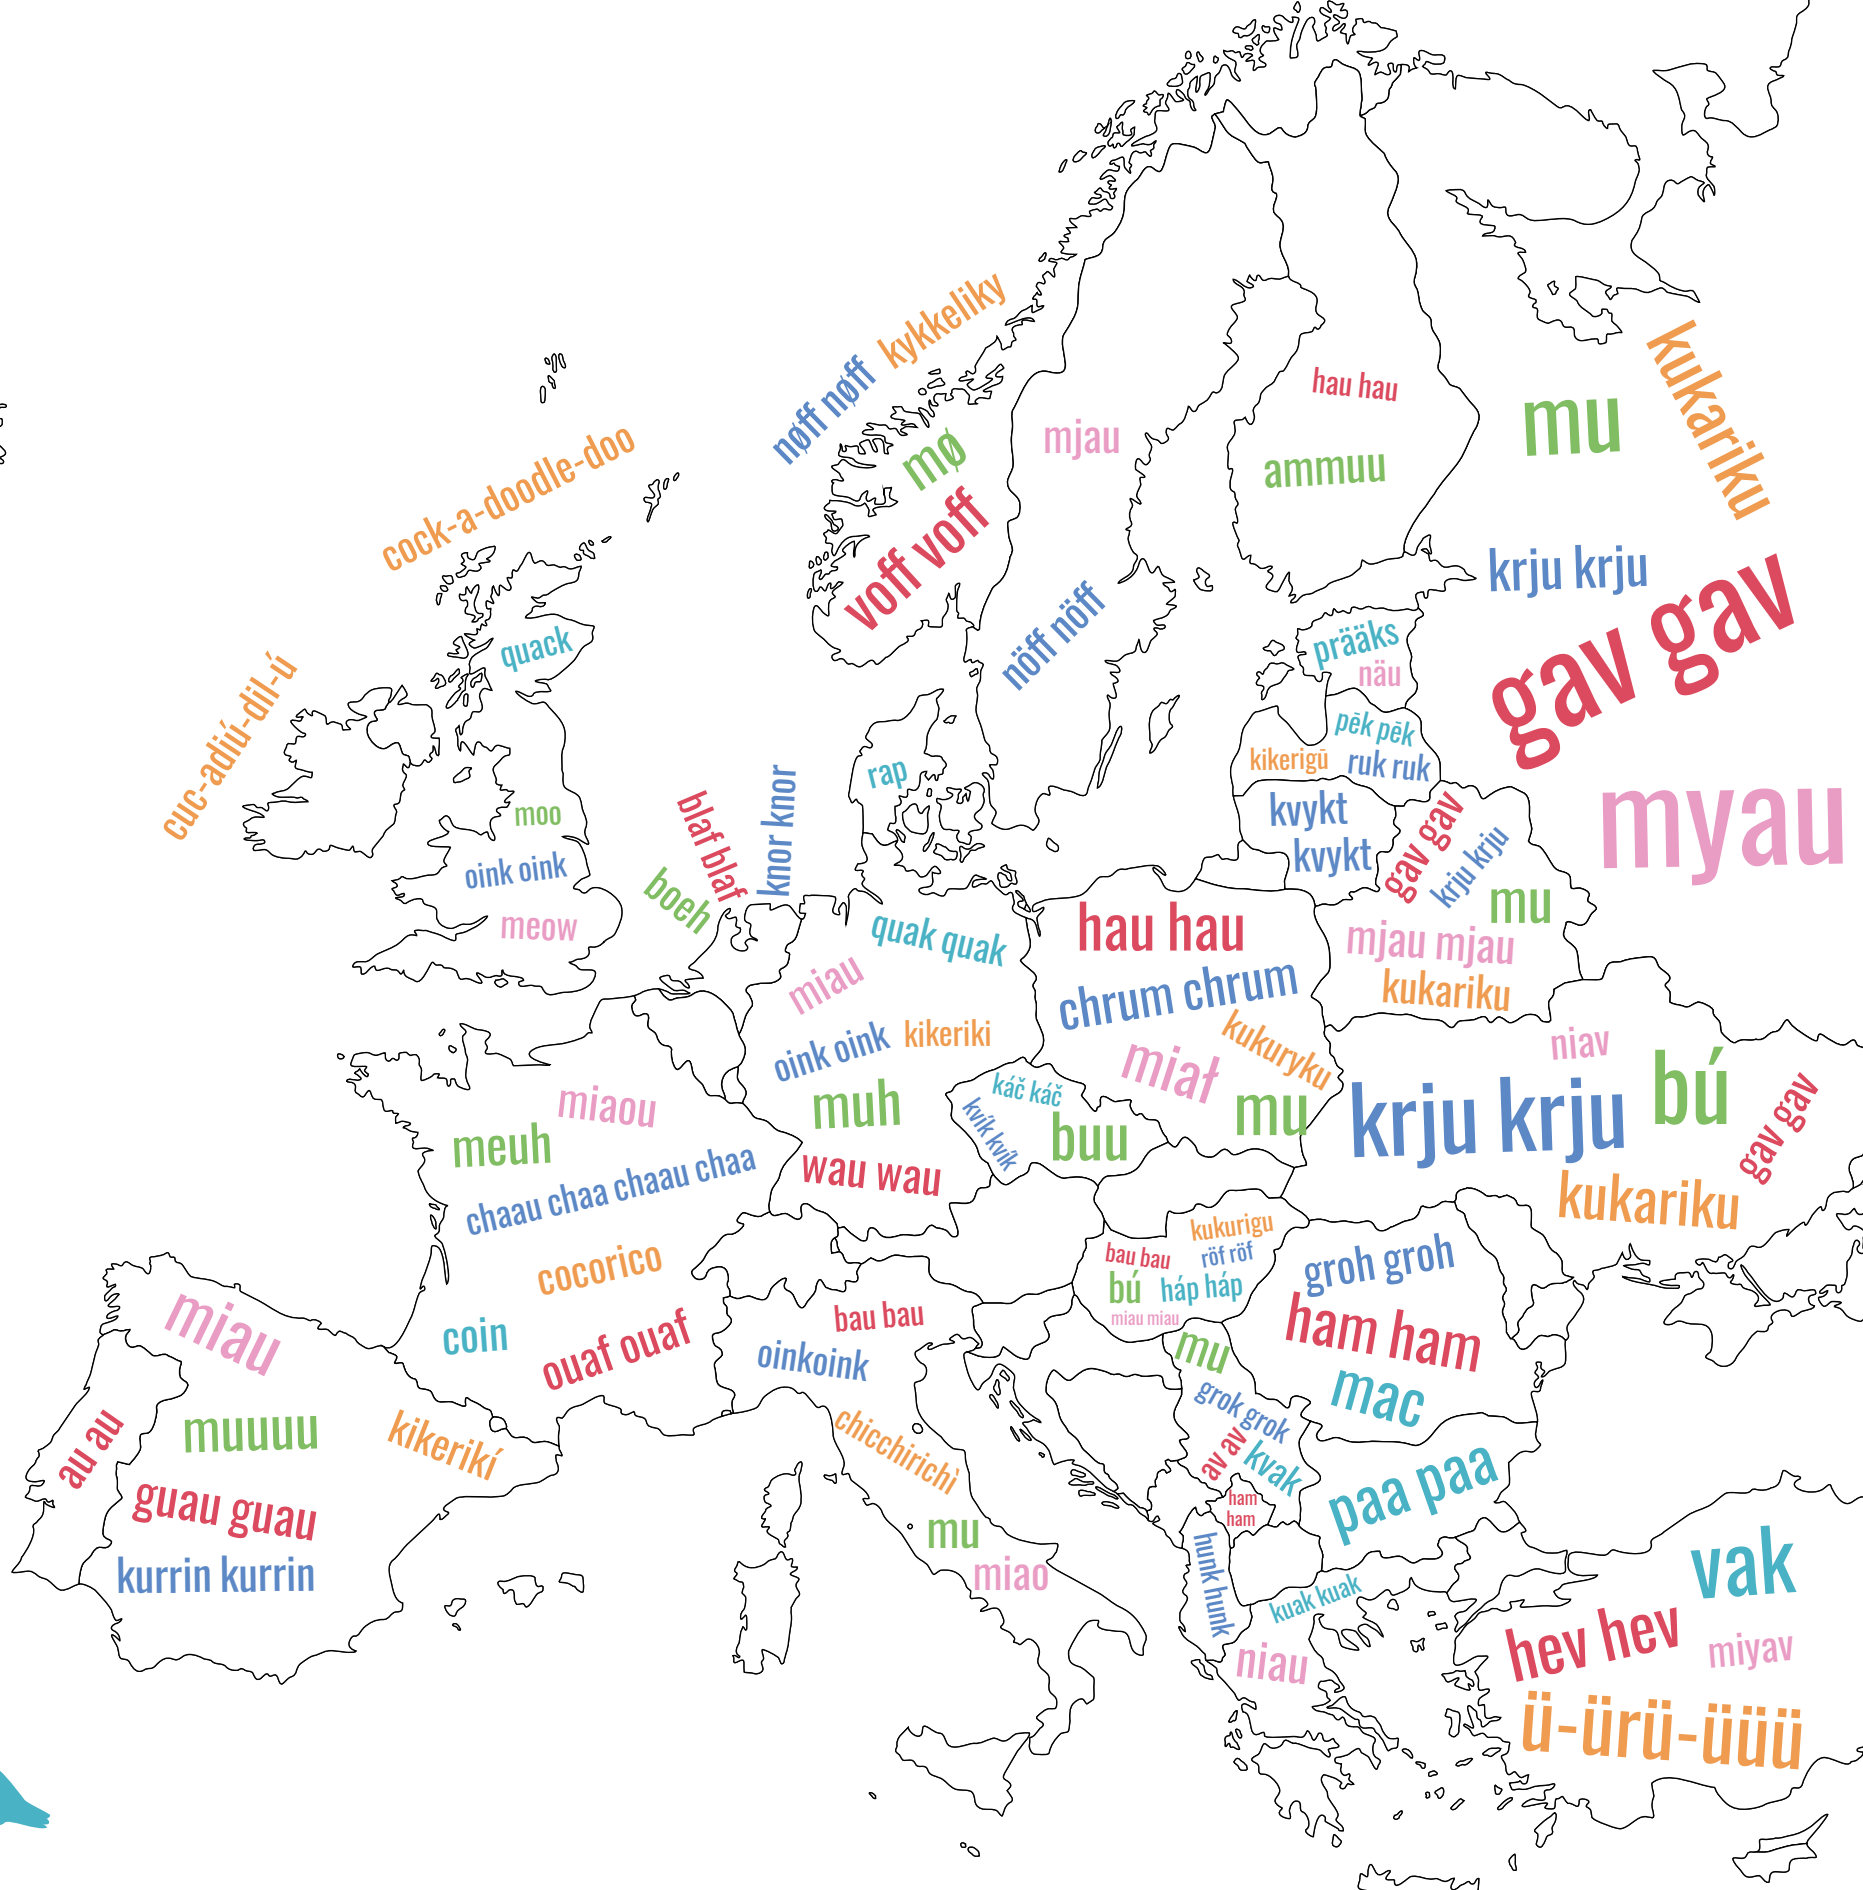 kykkeliky
nøff nøff
mø
voff voff
mjau
nöff nöff
hau hau
ammuu
mu
kukariku
krju krju
gav gav
myau
cock-a-doodle-doo
quack
cuc-adiú-dil-ú
moo
oink oink
meow
rap
blaf blaf
knor knor
boeh
prääks
näu
pēk pēk
kikerigū
ruk ruk
kvykt
kvykt
gav gav
krju krju
mu
mjau mjau
kukariku
quak quak
miau
oink oink
kikeriki
muh
wau wau
hau hau
chrum chrum
kukuryku
miał
mu
káč káč
kvík kvík
buu
niav
bú
krju krju
gav gav
kukariku
miaou
meuh
chaau chaa chaau chaa
cocorico
coin
ouaf ouaf
kukurigu
bau bau
röf röf
bú
háp háp
miau miau
groh groh
ham ham
mac
miau
au au
muuuu
kikerikí
guau guau
kurrin kurrin
bau bau
oinkoink
chicchirichì
mu
miao
mu
grok grok
av av
kvak
ham
ham
hunk hunk
paa paa
kuak kuak
niau
vak
hev hev
miyav
ü-ürü-üüü